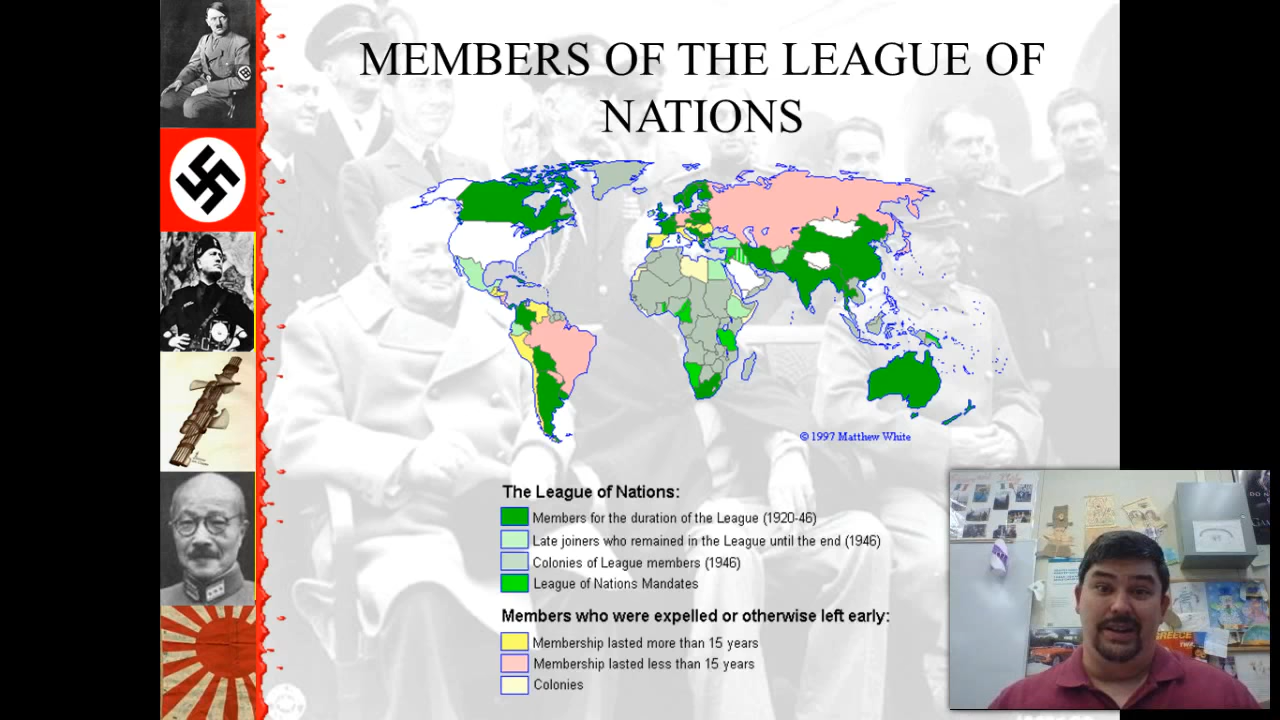 MEMBERS OF THE LEAGUE OF
NATIONS
© 1997 Matthew White
The League of Nations:
Members for the duration of the League (1920-46)
Late joiners who remained in the League until the end (1946)
Colonies of League members (1946)
League of Nations Mandates
Members who were expelled or otherwise left early:
Membership lasted more than 15 years
Membership lasted less than 15 years
Colonies
GREECE